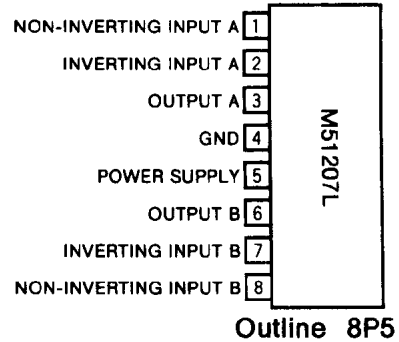 NON-INVERTING INPUT A 1
INVERTING INPUT A 2
OUTPUT A 3
GND 4
POWER SUPPLY 5
OUTPUT B 6
INVERTING INPUT B 7
NON-INVERTING INPUT B 8
M51207L
Outline 8P5